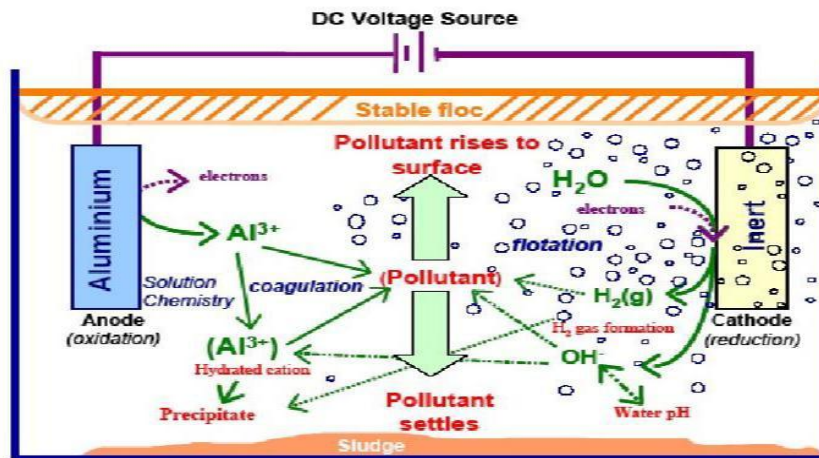 DC Voltage Source
Stable floc
Pollutant rises to
surface
Aluminium
electrons
H₂O
electrons
Inert
Al³⁺
flotation
Solution
Chemistry
coagulation
(Pollutant)
H₂(g)
Anode
(oxidation)
H₂ gas formation
Cathode
(reduction)
(Al³⁺)
Hydrated cation
OH⁻
Precipitate
Pollutant
settles
Water pH
Sludge